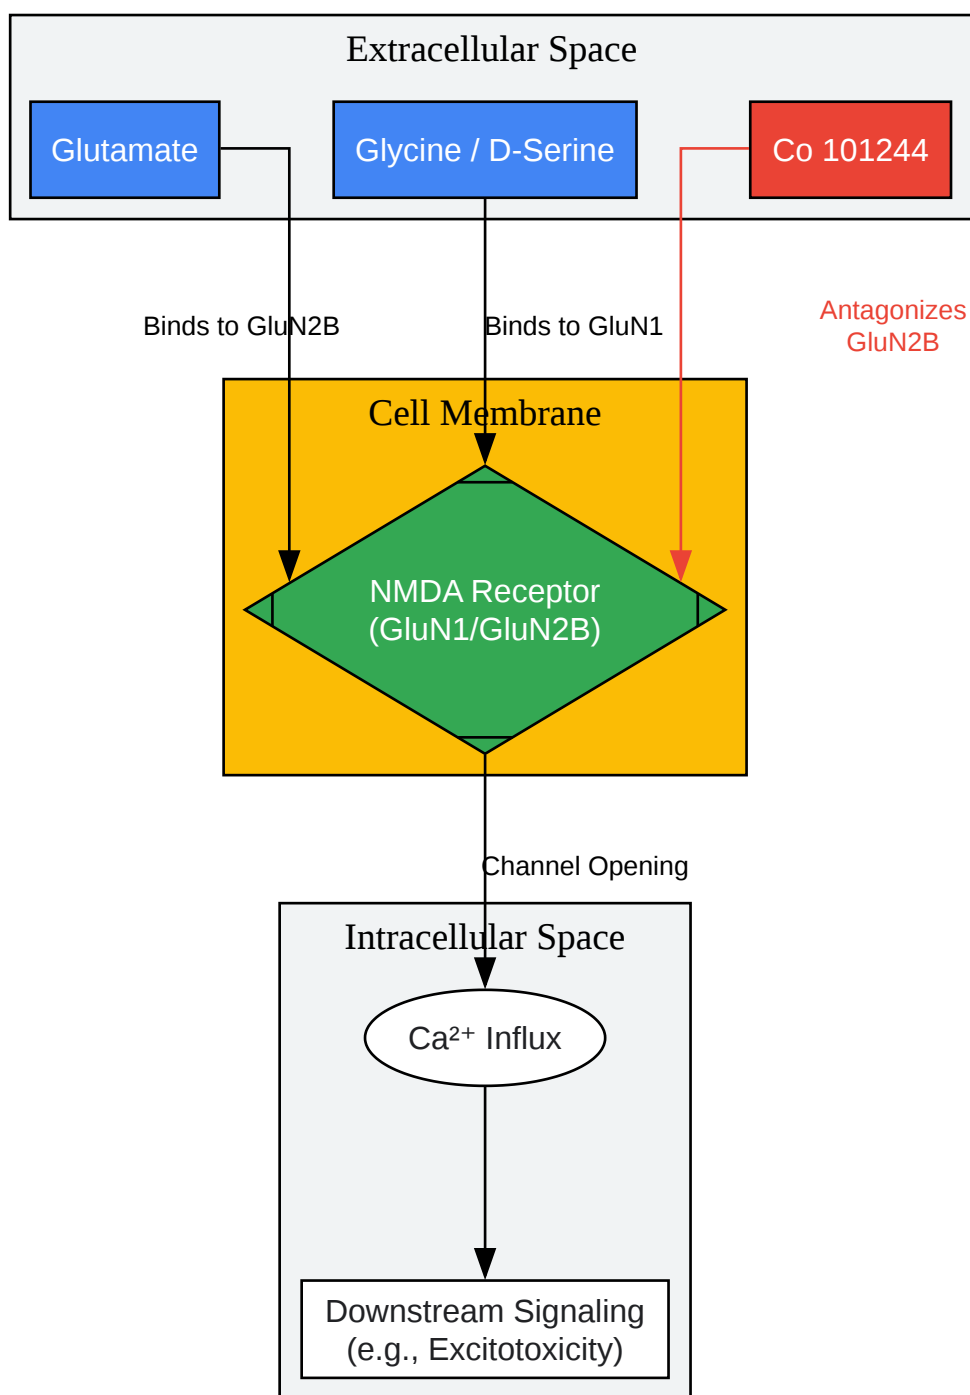 Extracellular Space
Glutamate
Glycine / D-Serine
Co 101244
Binds to GluN2B
Binds to GluN1
Antagonizes
GluN2B
Cell Membrane
NMDA Receptor
(GluN1/GluN2B)
Channel Opening
Intracellular Space
Ca²⁺ Influx
Downstream Signaling
(e.g., Excitotoxicity)